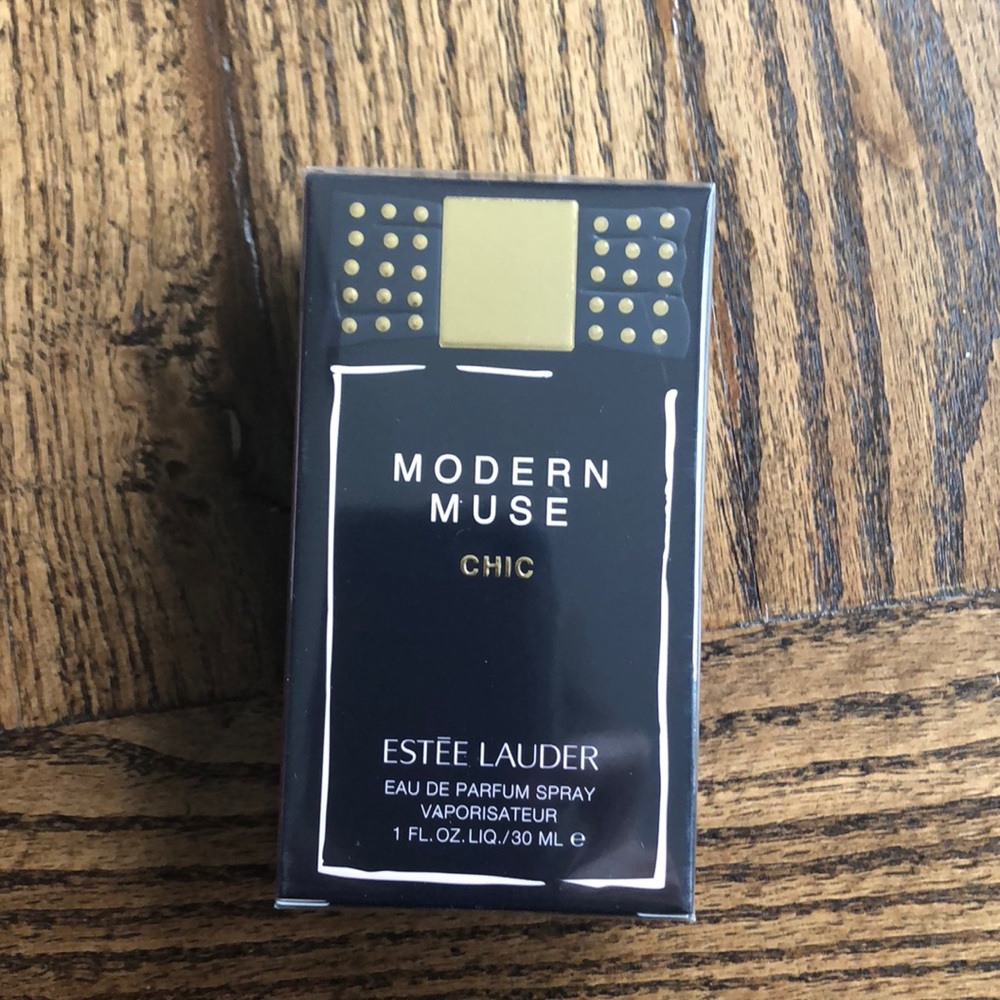 MODERN
MUSE
CHIC
ESTĒE LAUDER
EAU DE PARFUM SPRAY
VAPORISATEUR
1 FL.OZ.LIQ./30 ML ℮